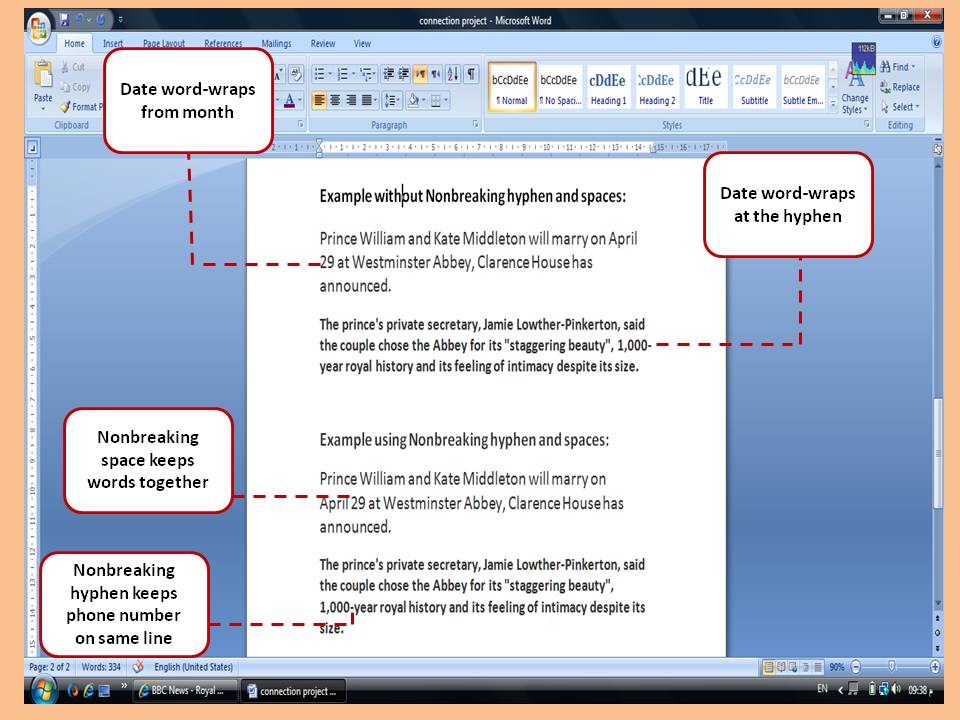 connection project - Microsoft Word
Home Insert Page Layout References Mailings Review View
112kB
Cut
Copy
Format P
Paste
Clipboard
Paragraph
bCcDdEe bCcDdEe cDdEe CcDdEe dEe CcDdEe bCcDdEe
¶ Normal ¶ No Spaci... Heading 1 Heading 2 Title Subtitle Subtle Em...
Styles
Change
Styles
Find
Replace
Select
Editing
Date word-wraps
from month
Date word-wraps
at the hyphen
Example without Nonbreaking hyphen and spaces:
Prince William and Kate Middleton will marry on April
29 at Westminster Abbey, Clarence House has
announced.
The prince's private secretary, Jamie Lowther-Pinkerton, said
the couple chose the Abbey for its "staggering beauty", 1,000-
year royal history and its feeling of intimacy despite its size.
Nonbreaking
space keeps
words together
Example using Nonbreaking hyphen and spaces:
Prince William and Kate Middleton will marry on
April 29 at Westminster Abbey, Clarence House has
announced.
Nonbreaking
hyphen keeps
phone number
on same line
The prince's private secretary, Jamie Lowther-Pinkerton, said
the couple chose the Abbey for its "staggering beauty",
1,000-year royal history and its feeling of intimacy despite its
size.
Page: 2 of 2 Words: 334 English (United States) 90%
BBC News - Royal ... connection project ... EN 09:38 م